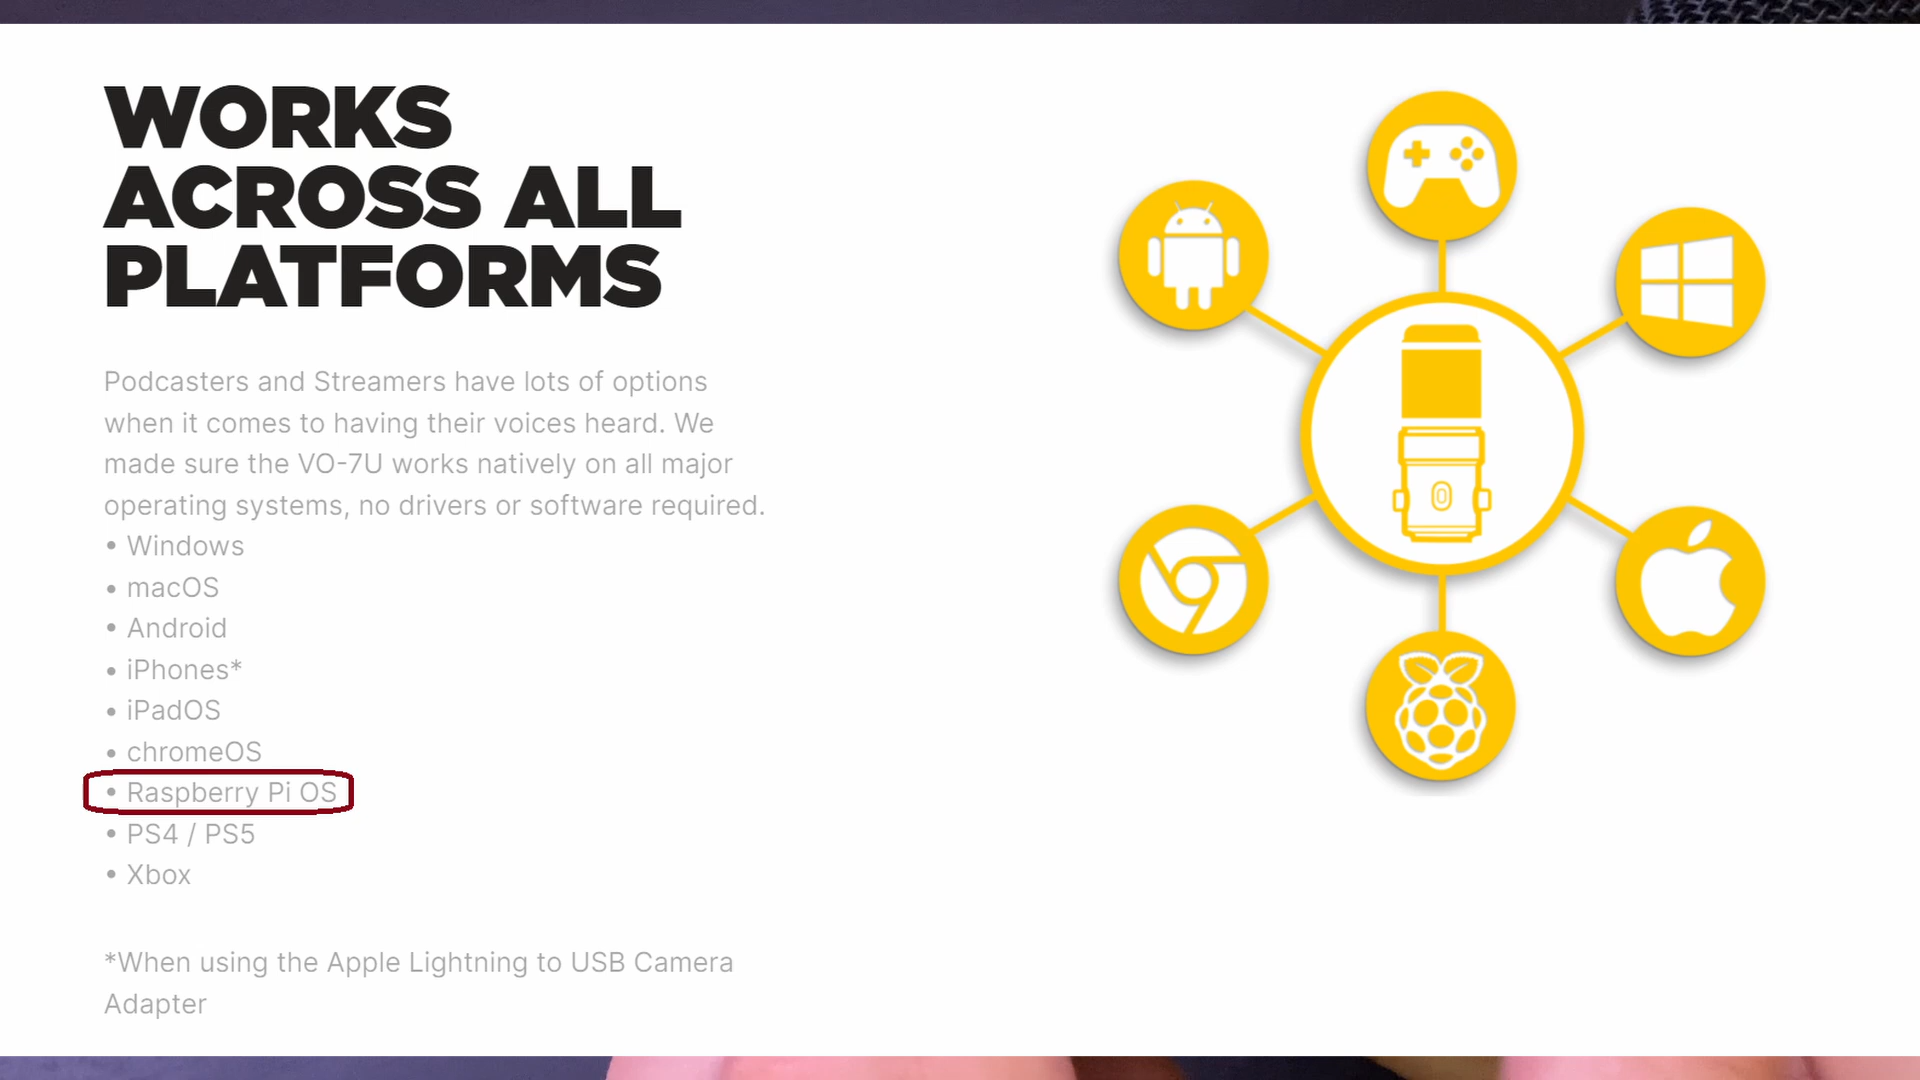 WORKS
ACROSS ALL
PLATFORMS
Podcasters and Streamers have lots of options
when it comes to having their voices heard. We
made sure the VO-7U works natively on all major
operating systems, no drivers or software required.
• Windows
• macOS
• Android
• iPhones*
• iPadOS
• chromeOS
• Raspberry Pi OS
• PS4 / PS5
• Xbox
*When using the Apple Lightning to USB Camera
Adapter